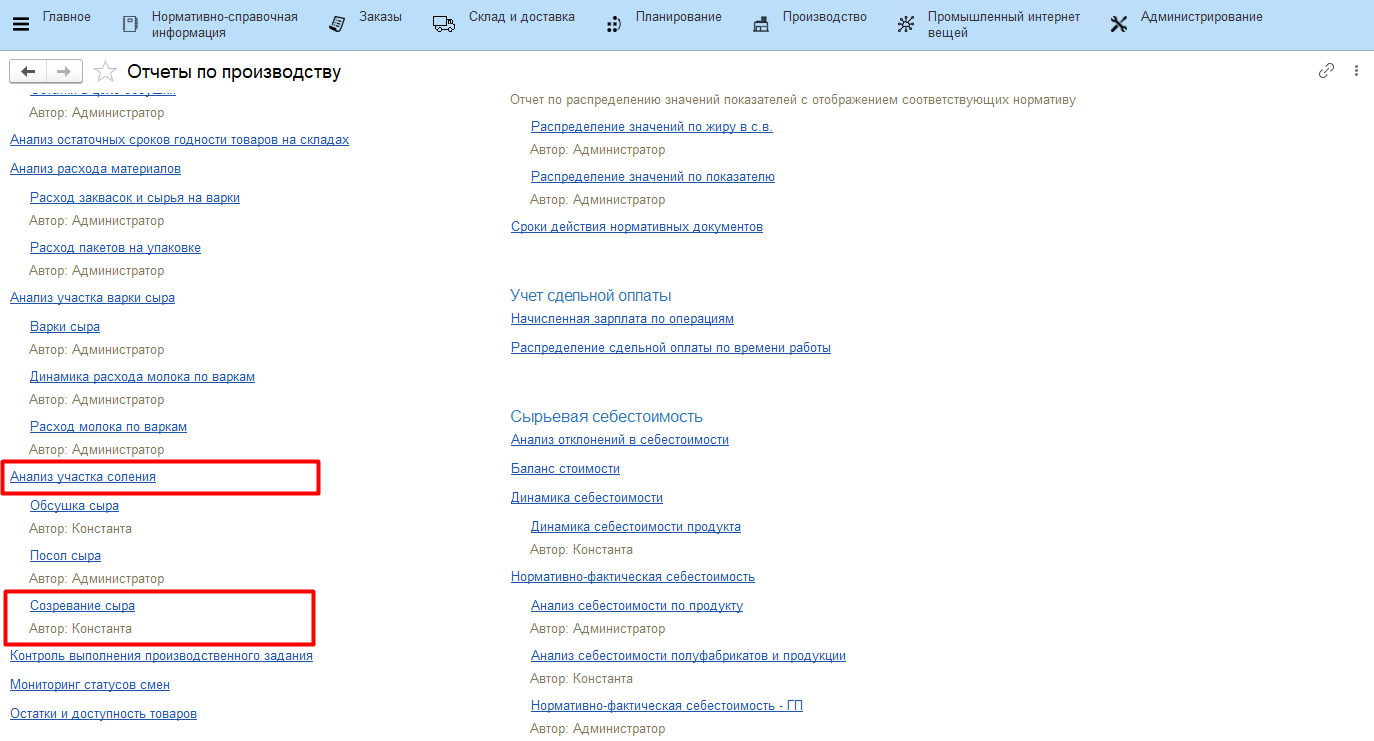 Главное
Нормативно-справочная
информация
Заказы
Склад и доставка
Планирование
Производство
Промышленный интернет
вещей
Администрирование
Отчеты по производству
Автор: Администратор
Анализ остаточных сроков годности товаров на складах
Анализ расхода материалов
Расход заквасок и сырья на варки
Автор: Администратор
Расход пакетов на упаковке
Автор: Администратор
Анализ участка варки сыра
Варки сыра
Автор: Администратор
Динамика расхода молока по варкам
Автор: Администратор
Расход молока по варкам
Автор: Администратор
Анализ участка соления
Обсушка сыра
Автор: Константа
Посол сыра
Автор: Администратор
Созревание сыра
Автор: Константа
Контроль выполнения производственного задания
Мониторинг статусов смен
Остатки и доступность товаров
Отчет по распределению значений показателей с отображением соответствующих нормативу
Распределение значений по жиру в с.в.
Автор: Администратор
Распределение значений по показателю
Автор: Администратор
Сроки действия нормативных документов
Учет сдельной оплаты
Начисленная зарплата по операциям
Распределение сдельной оплаты по времени работы
Сырьевая себестоимость
Анализ отклонений в себестоимости
Баланс стоимости
Динамика себестоимости
Динамика себестоимости продукта
Автор: Константа
Нормативно-фактическая себестоимость
Анализ себестоимости по продукту
Автор: Администратор
Анализ себестоимости полуфабрикатов и продукции
Автор: Константа
Нормативно-фактическая себестоимость - ГП
Автор: Администратор